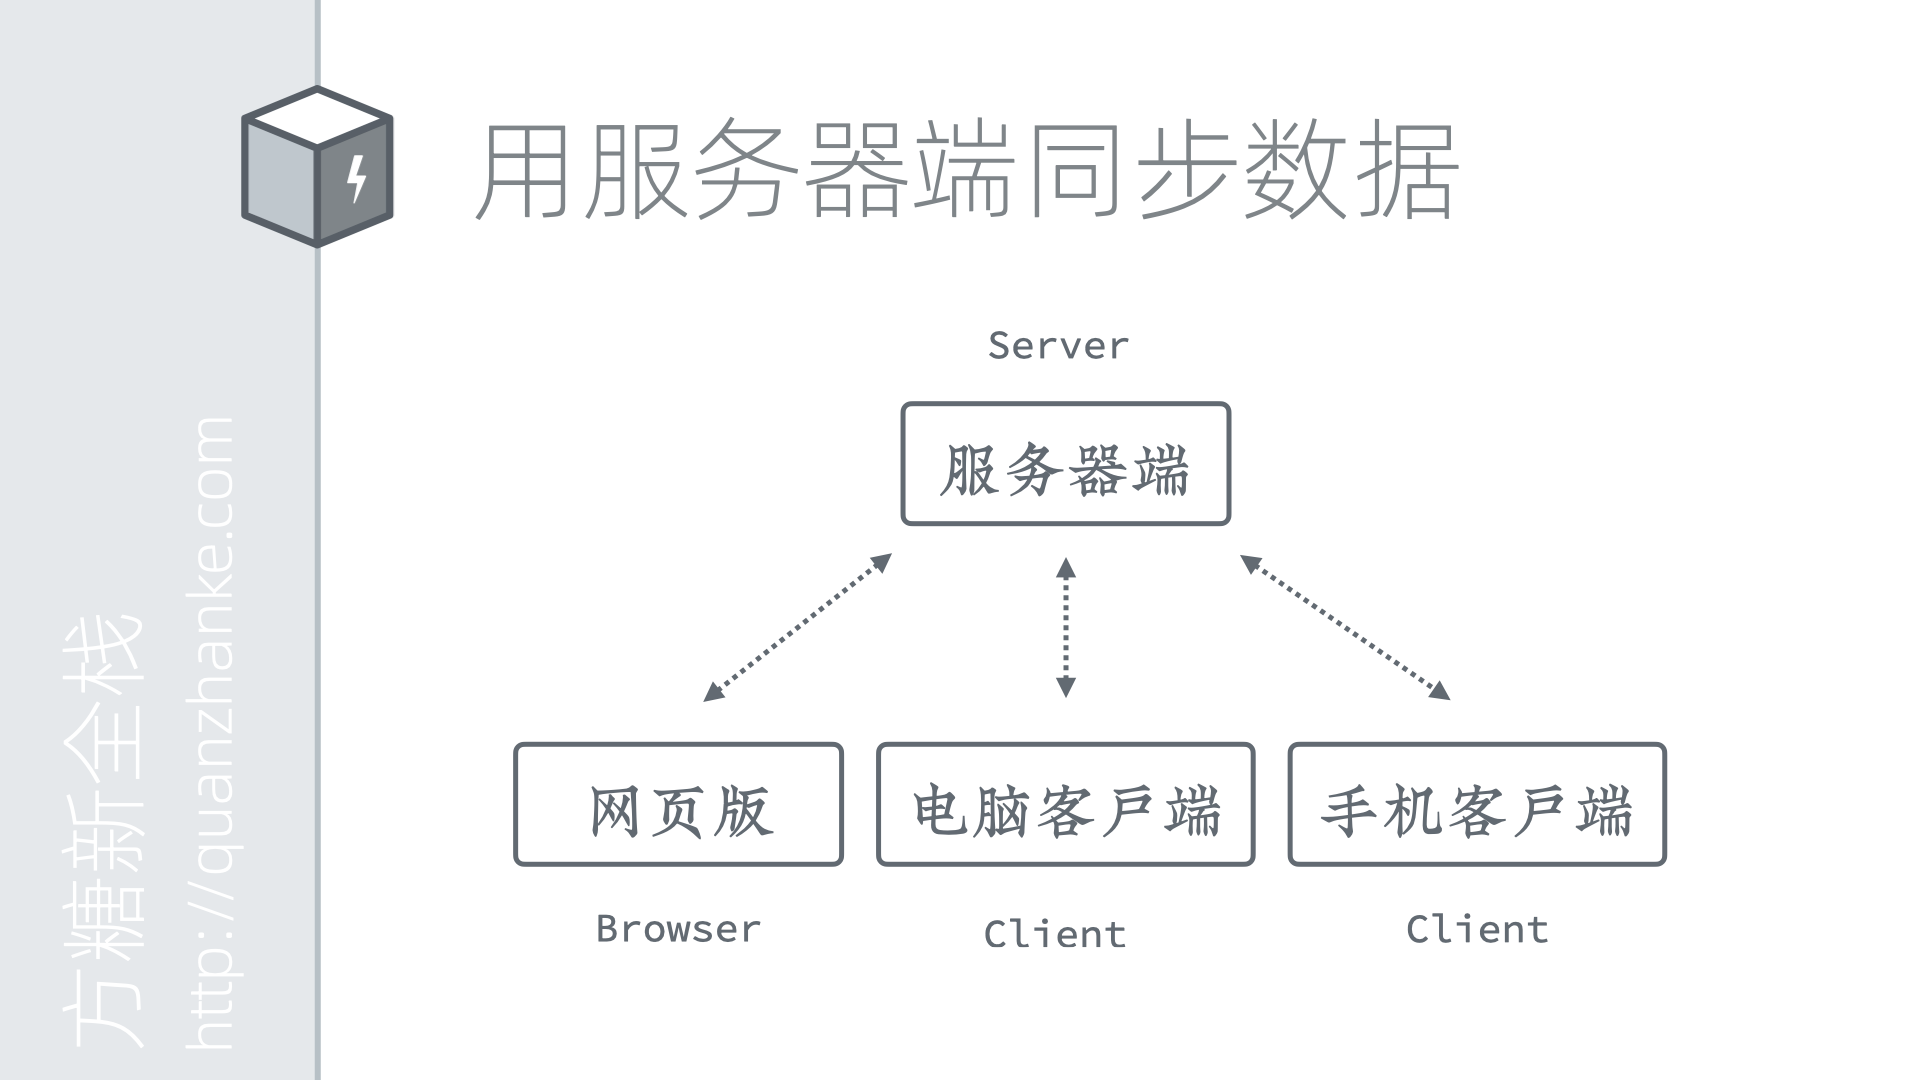 用服务器端同步数据
Server
服务器端
网页版
电脑客户端
手机客户端
Browser
Client
Client
方糖新全栈
http://quanzhanke.com